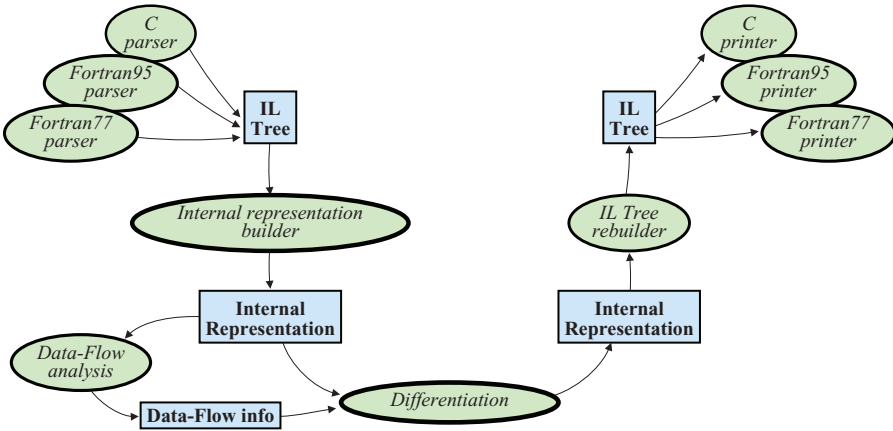 C
parser
Fortran95
parser
Fortran77
parser
IL
Tree
Internal representation
builder
Internal
Representation
Data-Flow
analysis
Data-Flow info
Differentiation
Internal
Representation
IL Tree
rebuilder
IL
Tree
C
printer
Fortran95
printer
Fortran77
printer